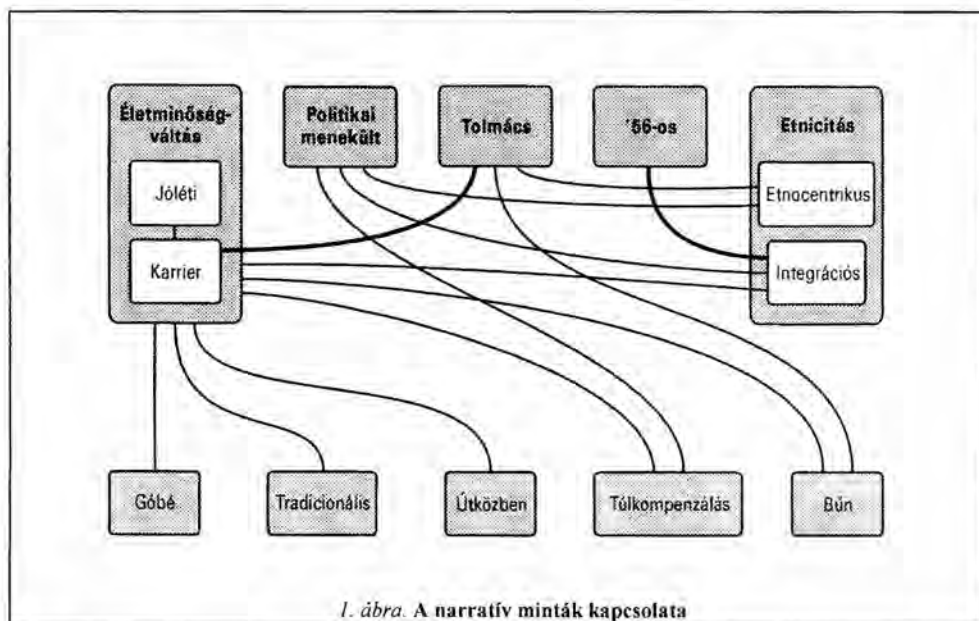 Életminőség-
váltás
Jóléti
Karrier
Politikai
menekült
Tolmács
'56-os
Etnicitás
Etnocentrikus
Integrációs
Góbé
Tradicionális
Útközben
Túlkompenzálás
Bűn
1. ábra. A narratív minták kapcsolata